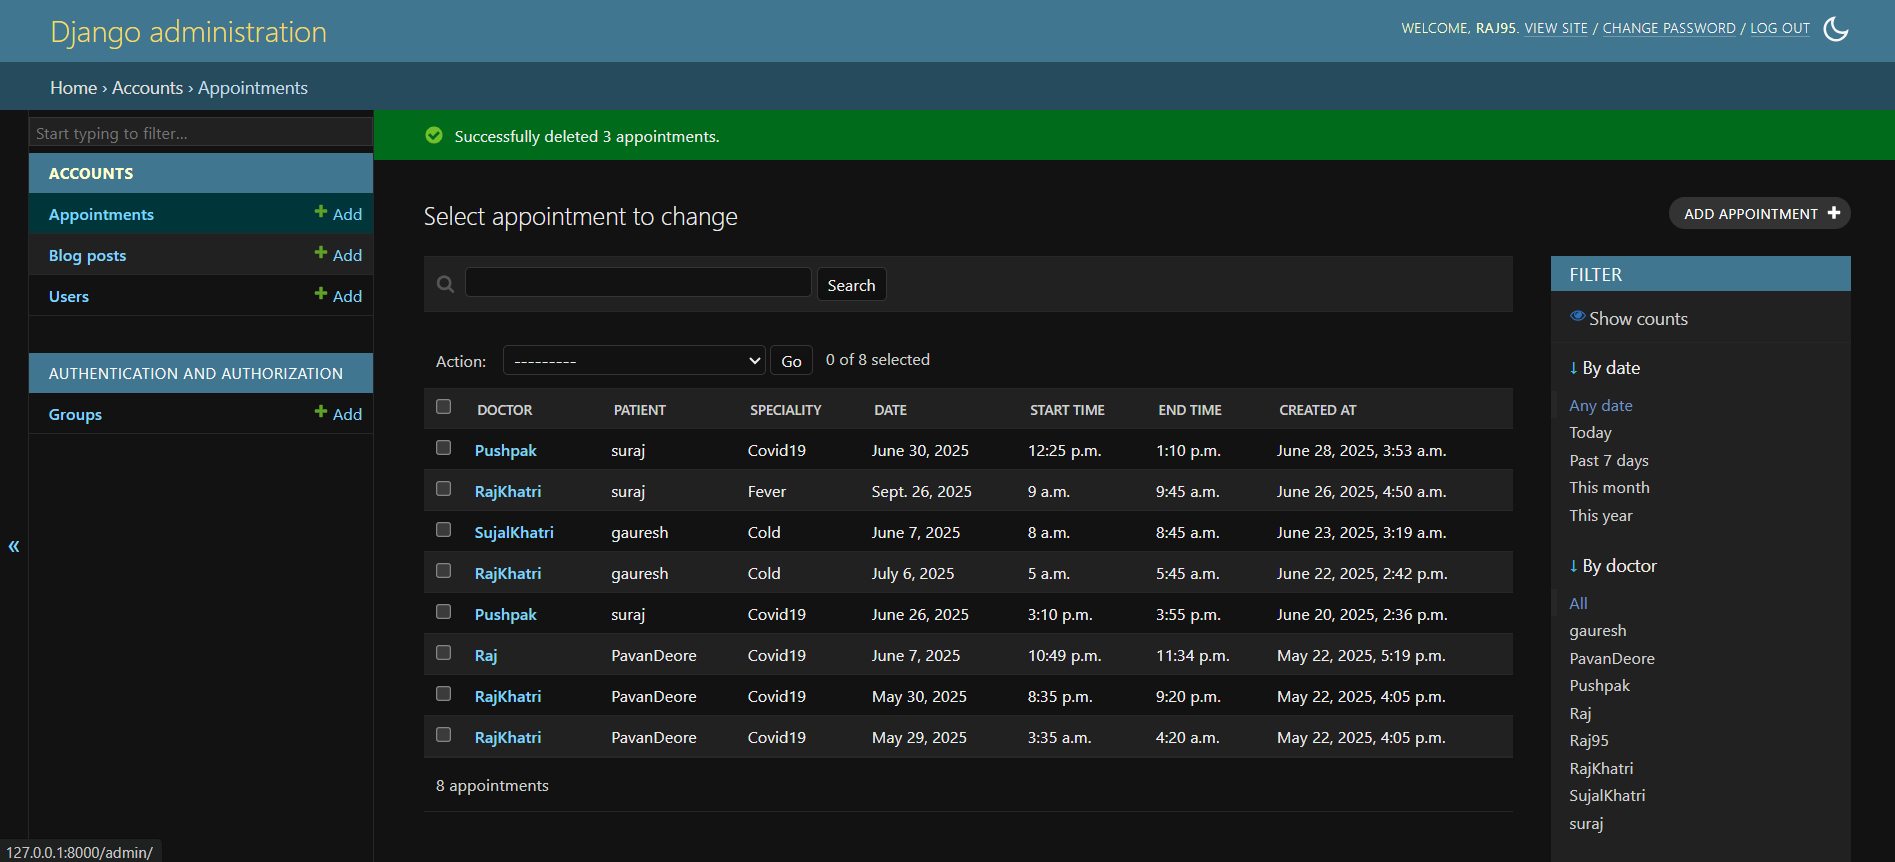 Django administration
WELCOME, RAJ95. VIEW SITE / CHANGE PASSWORD / LOG OUT
Home › Accounts › Appointments
Start typing to filter...
ACCOUNTS
Appointments + Add
Blog posts + Add
Users + Add
AUTHENTICATION AND AUTHORIZATION
Groups + Add
«
Successfully deleted 3 appointments.
Select appointment to change
ADD APPOINTMENT +
Search
Action: --------- Go 0 of 8 selected
DOCTOR PATIENT SPECIALITY DATE START TIME END TIME CREATED AT
Pushpak suraj Covid19 June 30, 2025 12:25 p.m. 1:10 p.m. June 28, 2025, 3:53 a.m.
RajKhatri suraj Fever Sept. 26, 2025 9 a.m. 9:45 a.m. June 26, 2025, 4:50 a.m.
SujalKhatri gauresh Cold June 7, 2025 8 a.m. 8:45 a.m. June 23, 2025, 3:19 a.m.
RajKhatri gauresh Cold July 6, 2025 5 a.m. 5:45 a.m. June 22, 2025, 2:42 p.m.
Pushpak suraj Covid19 June 26, 2025 3:10 p.m. 3:55 p.m. June 20, 2025, 2:36 p.m.
Raj PavanDeore Covid19 June 7, 2025 10:49 p.m. 11:34 p.m. May 22, 2025, 5:19 p.m.
RajKhatri PavanDeore Covid19 May 30, 2025 8:35 p.m. 9:20 p.m. May 22, 2025, 4:05 p.m.
RajKhatri PavanDeore Covid19 May 29, 2025 3:35 a.m. 4:20 a.m. May 22, 2025, 4:05 p.m.
8 appointments
FILTER
Show counts
↓ By date
Any date
Today
Past 7 days
This month
This year
↓ By doctor
All
gauresh
PavanDeore
Pushpak
Raj
Raj95
RajKhatri
SujalKhatri
suraj
127.0.0.1:8000/admin/